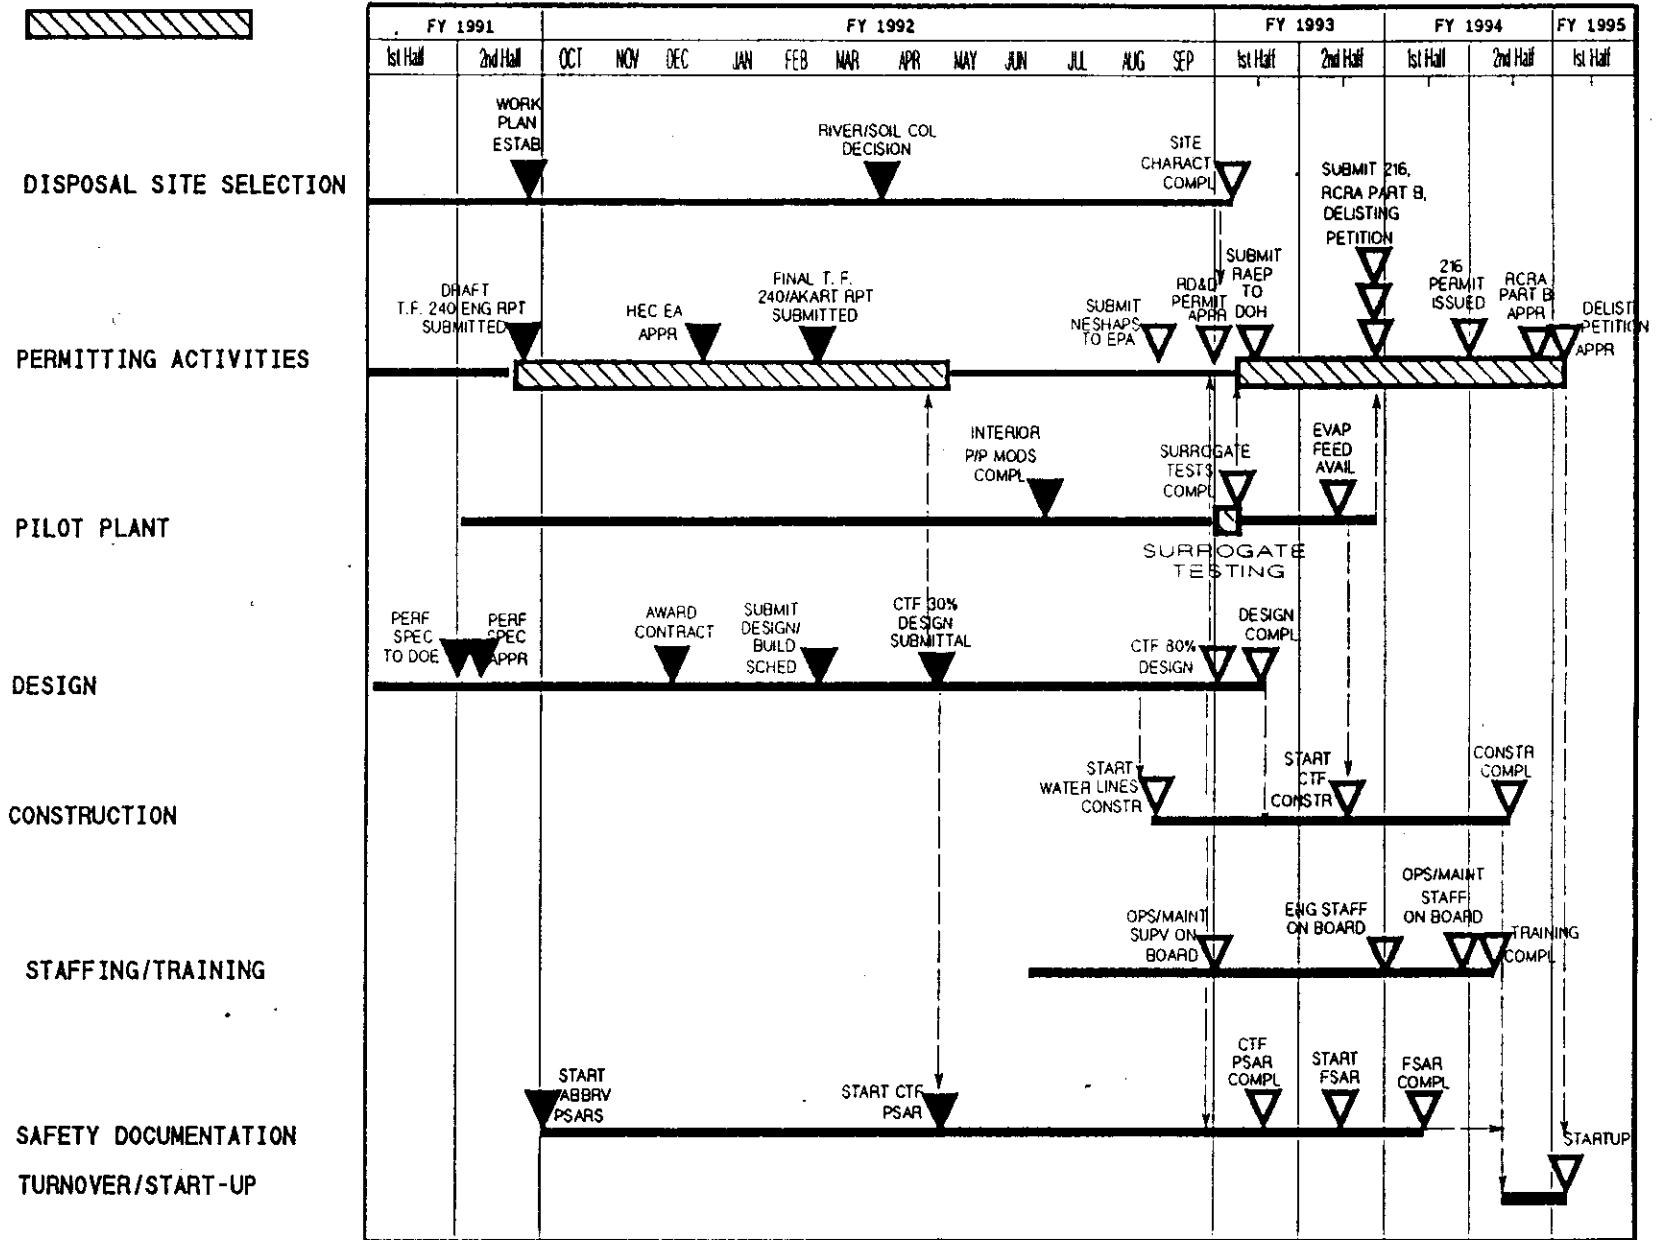 FY 1991
FY 1992
FY 1993
FY 1994
FY 1995
1st Half
2nd Half
OCT
NOV
DEC
JAN
FEB
MAR
APR
MAY
JUN
JUL
AUG
SEP
1st Half
2nd Half
1st Half
2nd Half
1st Half
DISPOSAL SITE SELECTION
WORK
PLAN
ESTAB
RIVER/SOIL COL
DECISION
SITE
CHARACT
COMPL
PERMITTING ACTIVITIES
DRAFT
T.F. 240 ENG RPT
SUBMITTED
HEC EA
APPR
FINAL T. F.
240/AKART RPT
SUBMITTED
SUBMIT
NESHAPS
TO EPA
RD&D
PERMIT
APPR
SUBMIT
RAEP
TO
DOH
SUBMIT 216,
RCRA PART B,
DELISTING
PETITION
216
PERMIT
ISSUED
RCRA
PART B
APPR
DELIST
PETITION
APPR
PILOT PLANT
INTERIOR
P/P MODS
COMPL
SURROGATE
TESTS
COMPL
EVAP
FEED
AVAIL
SURROGATE
TESTING
DESIGN
PERF
SPEC
TO DOE
PERF
SPEC
APPR
AWARD
CONTRACT
SUBMIT
DESIGN/
BUILD
SCHED
CTF 30%
DESIGN
SUBMITTAL
CTF 80%
DESIGN
DESIGN
COMPL
CONSTRUCTION
START
WATER LINES
CONSTR
START
CTF
CONSTR
CONSTR
COMPL
STAFFING/TRAINING
OPS/MAINT
SUPV ON
BOARD
ENG STAFF
ON BOARD
OPS/MAINT
STAFF
ON BOARD
TRAINING
COMPL
SAFETY DOCUMENTATION
START
ABBRV
PSARS
START CTF
PSAR
CTF
PSAR
COMPL
START
FSAR
FSAR
COMPL
TURNOVER/START-UP
STARTUP